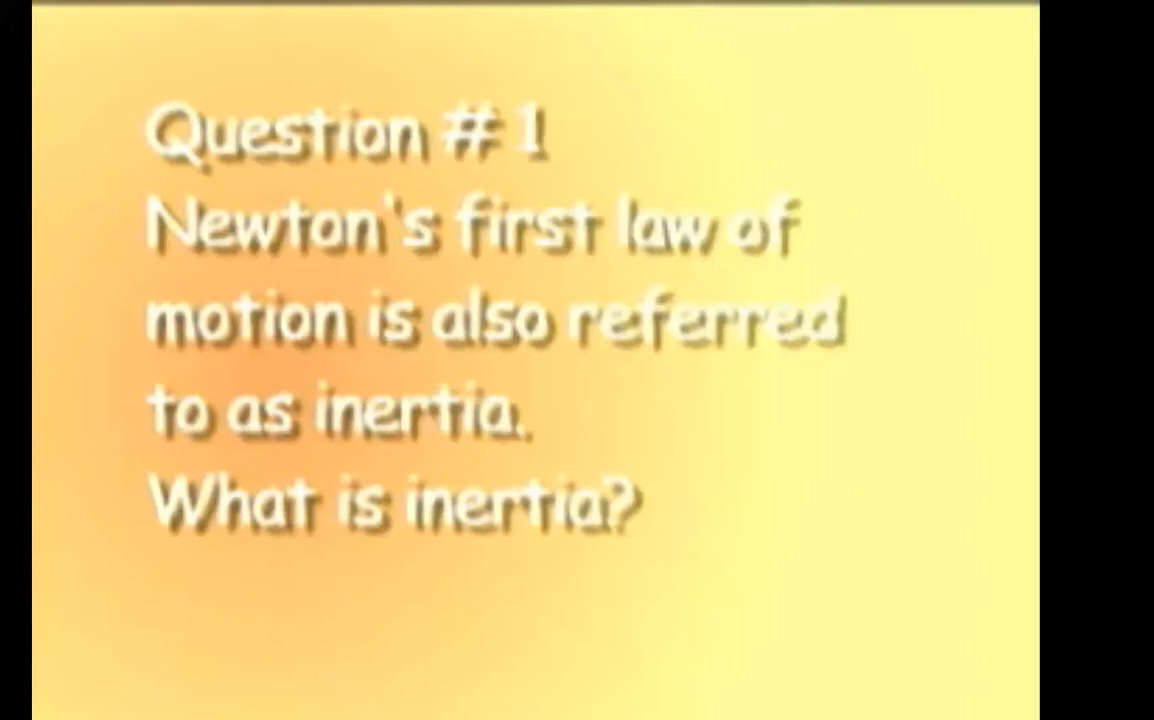 Question # 1
Newton's first law of
motion is also referred
to as inertia.
What is inertia?